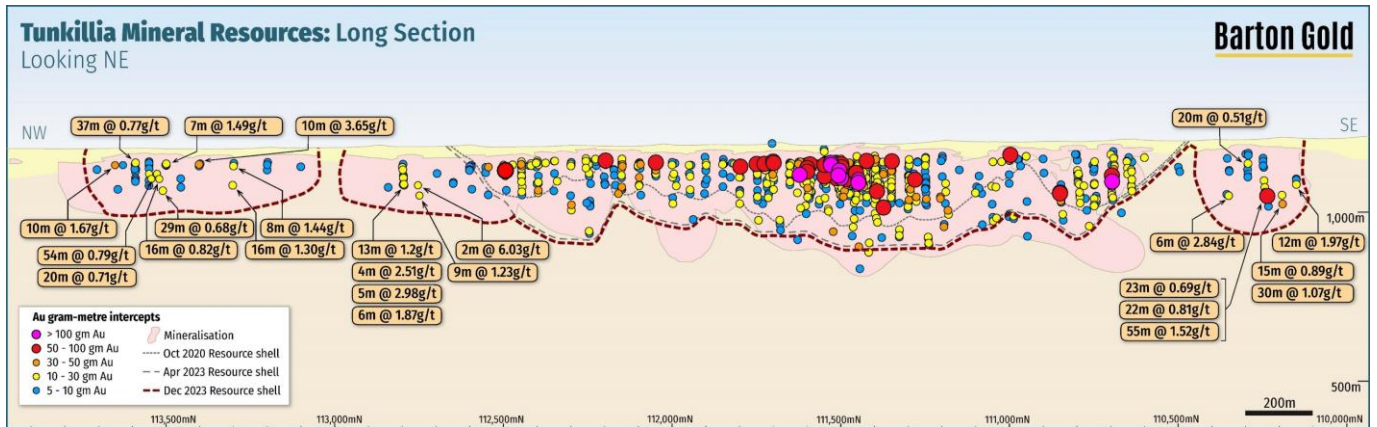 Tunkillia Mineral Resources: Long Section
Looking NE
Barton Gold
NW
SE
37m @ 0.77g/t
7m @ 1.49g/t
10m @ 3.65g/t
20m @ 0.51g/t
10m @ 1.67g/t
29m @ 0.68g/t
8m @ 1.44g/t
54m @ 0.79g/t
16m @ 0.82g/t
16m @ 1.30g/t
20m @ 0.71g/t
13m @ 1.2g/t
2m @ 6.03g/t
4m @ 2.51g/t
9m @ 1.23g/t
5m @ 2.98g/t
6m @ 1.87g/t
1,000m
6m @ 2.84g/t
12m @ 1.97g/t
15m @ 0.89g/t
23m @ 0.69g/t
30m @ 1.07g/t
22m @ 0.81g/t
55m @ 1.52g/t
Au gram-metre intercepts
> 100 gm Au
50 - 100 gm Au
30 - 50 gm Au
10 - 30 gm Au
5 - 10 gm Au
Mineralisation
Oct 2020 Resource shell
Apr 2023 Resource shell
Dec 2023 Resource shell
500m
200m
113,500mN
113,000mN
112,500mN
112,000mN
111,500mN
111,000mN
110,500mN
110,000mN